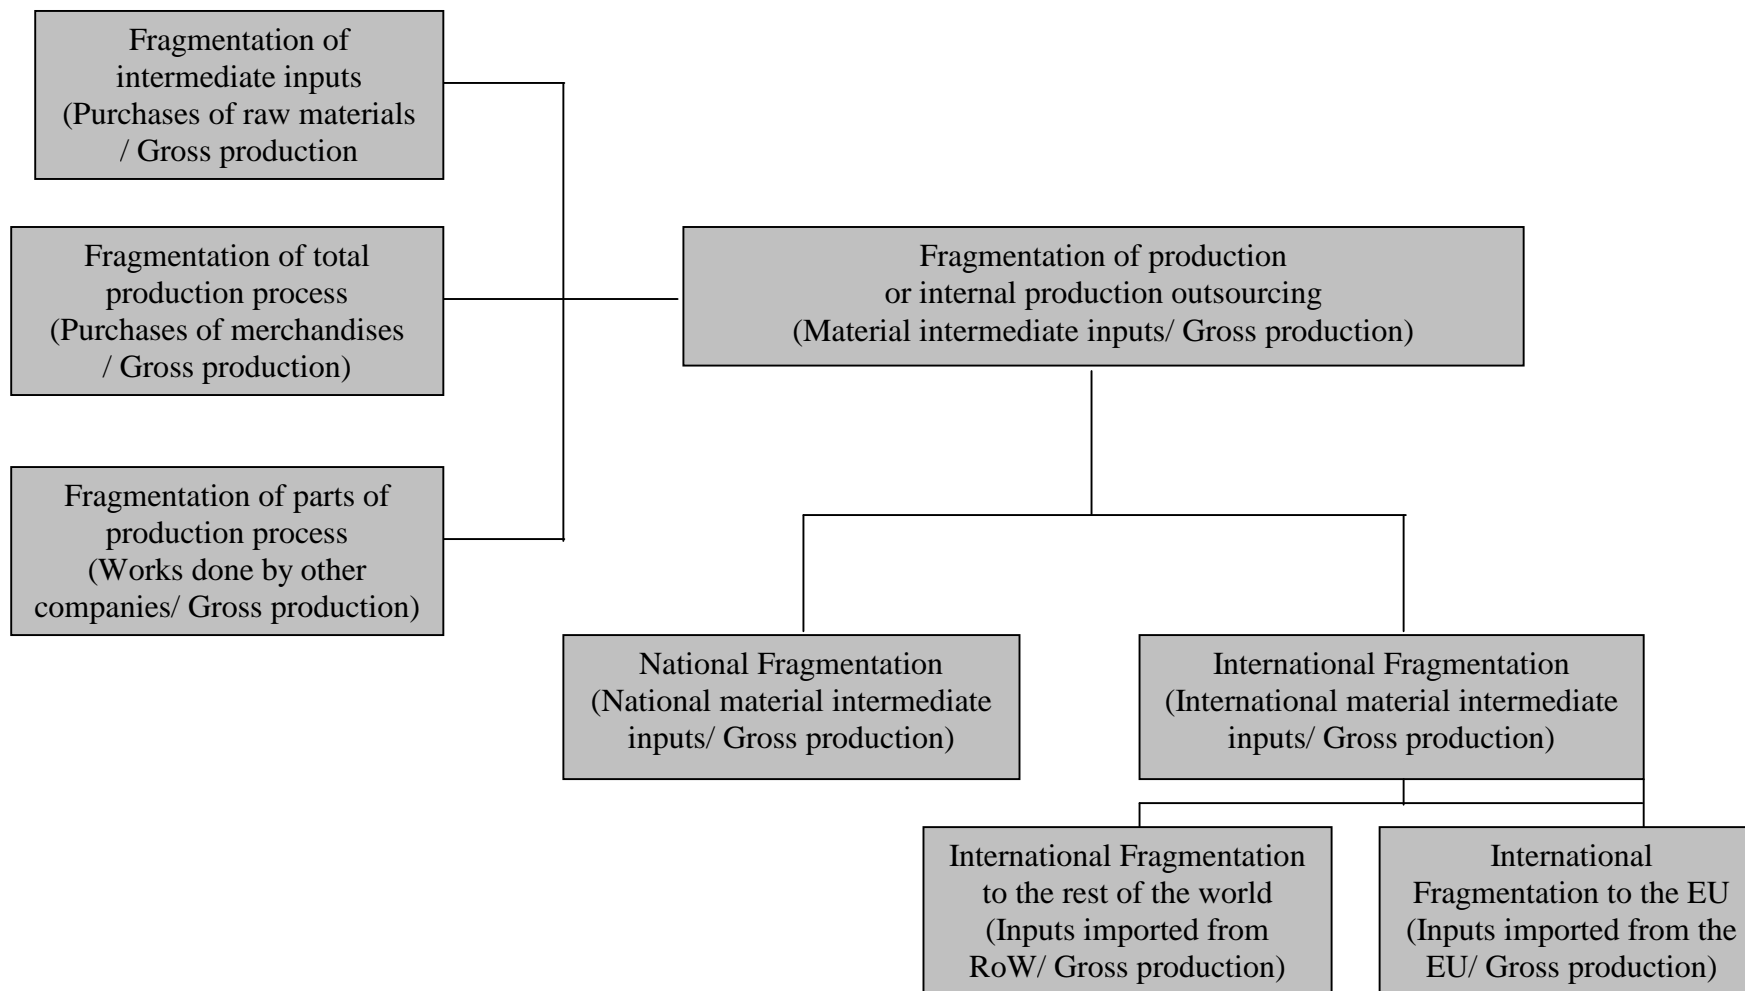 Fragmentation of
intermediate inputs
(Purchases of raw materials
/ Gross production
Fragmentation of total
production process
(Purchases of merchandises
/ Gross production)
Fragmentation of parts of
production process
(Works done by other
companies/ Gross production)
Fragmentation of production
or internal production outsourcing
(Material intermediate inputs/ Gross production)
National Fragmentation
(National material intermediate
inputs/ Gross production)
International Fragmentation
(International material intermediate
inputs/ Gross production)
International Fragmentation
to the rest of the world
(Inputs imported from
RoW/ Gross production)
International
Fragmentation to the EU
(Inputs imported from the
EU/ Gross production)